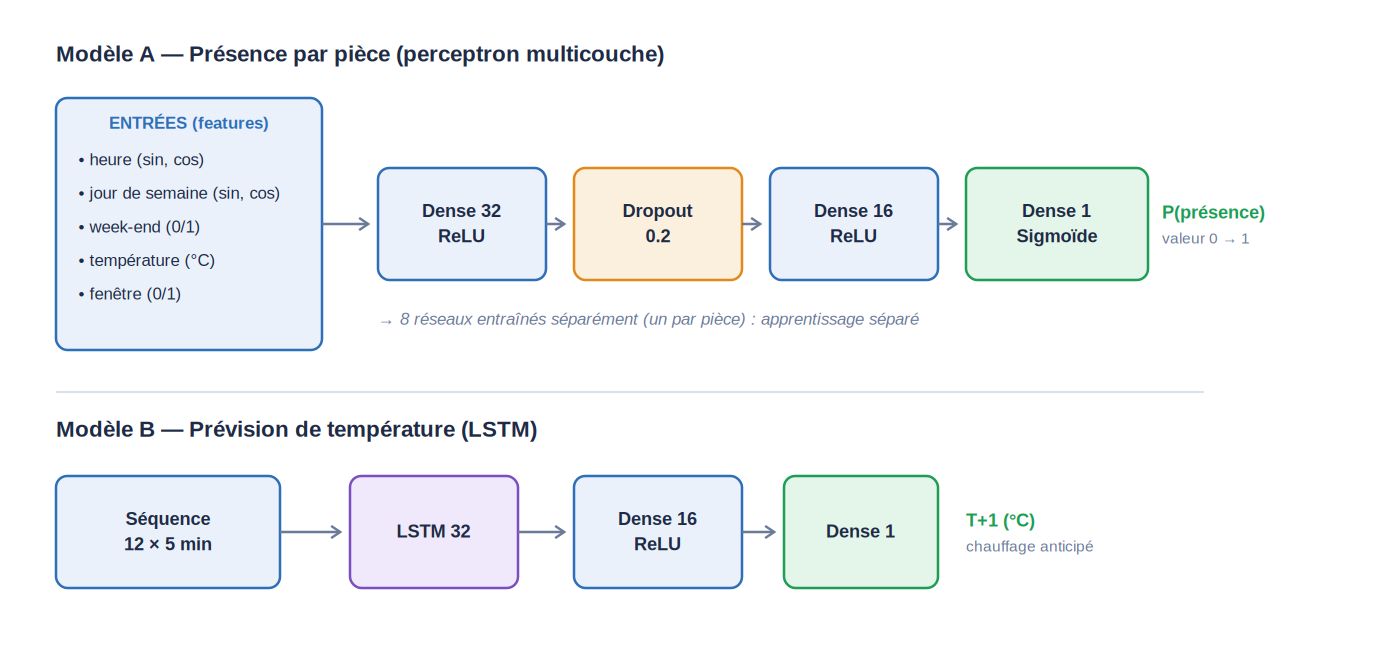 Modèle A — Présence par pièce (perceptron multicouche)
ENTRÉES (features)
• heure (sin, cos)
• jour de semaine (sin, cos)
• week-end (0/1)
• température (°C)
• fenêtre (0/1)
Dense 32
ReLU
Dropout
0.2
Dense 16
ReLU
Dense 1
Sigmoïde
P(présence)
valeur 0 → 1
→ 8 réseaux entraînés séparément (un par pièce) : apprentissage séparé
Modèle B — Prévision de température (LSTM)
Séquence
12 × 5 min
LSTM 32
Dense 16
ReLU
Dense 1
T+1 (°C)
chauffage anticipé